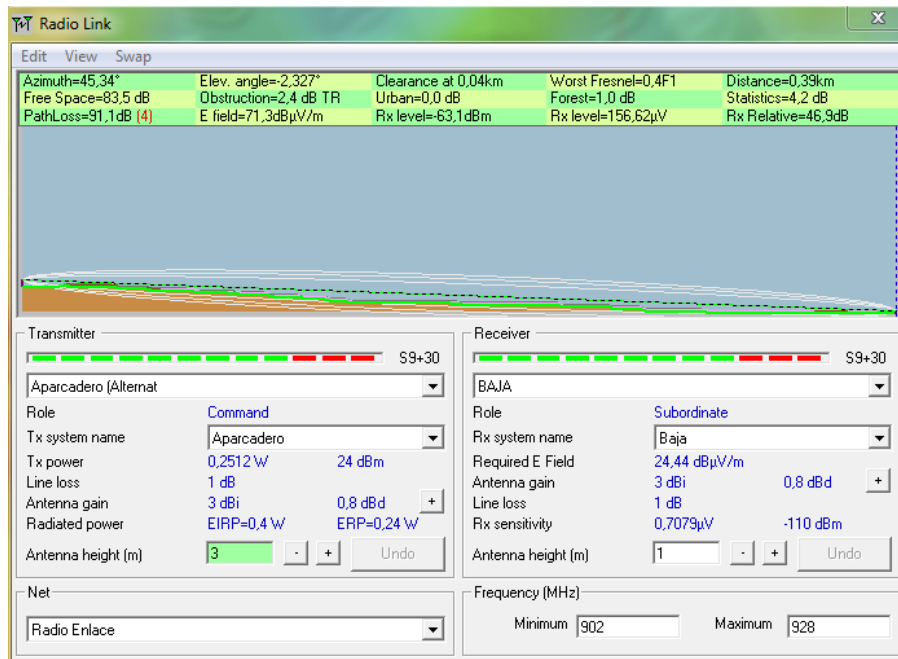 Radio Link
Edit View Swap
Azimuth=45,34° Elev. angle=-2,327° Clearance at 0,04km Worst Fresnel=0,4F1 Distance=0,39km
Free Space=83,5 dB Obstruction=2,4 dB TR Urban=0,0 dB Forest=1,0 dB Statistics=4,2 dB
PathLoss=91,1dB (4) E field=71,3dBµV/m Rx level=-63,1dBm Rx level=156,62µV Rx Relative=46,9dB
Transmitter
S9+30
Aparcadero (Alternat
Role Command
Tx system name Aparcadero
Tx power 0,2512 W 24 dBm
Line loss 1 dB
Antenna gain 3 dBi 0,8 dBd +
Radiated power EIRP=0,4 W ERP=0,24 W
Antenna height (m) 3 - + Undo
Receiver
S9+30
BAJA
Role Subordinate
Rx system name Baja
Required E Field 24,44 dBµV/m
Antenna gain 3 dBi 0,8 dBd +
Line loss 1 dB
Rx sensitivity 0,7079µV -110 dBm
Antenna height (m) 1 - + Undo
Net
Radio Enlace
Frequency (MHz)
Minimum 902 Maximum 928